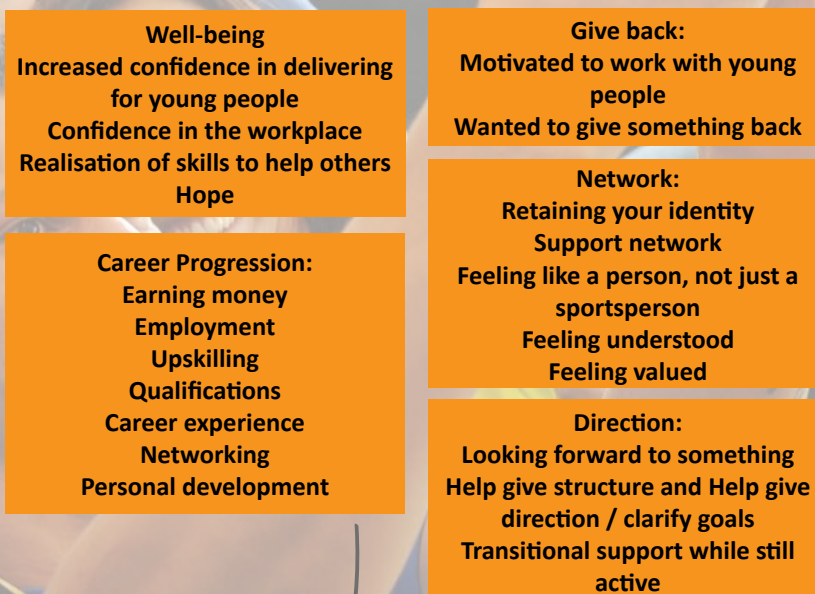 Well-being
Increased confidence in delivering
for young people
Confidence in the workplace
Realisation of skills to help others
Hope
Career Progression:
Earning money
Employment
Upskilling
Qualifications
Career experience
Networking
Personal development
Give back:
Motivated to work with young
people
Wanted to give something back
Network:
Retaining your identity
Support network
Feeling like a person, not just a
sportsperson
Feeling understood
Feeling valued
Direction:
Looking forward to something
Help give structure and Help give
direction / clarify goals
Transitional support while still
active